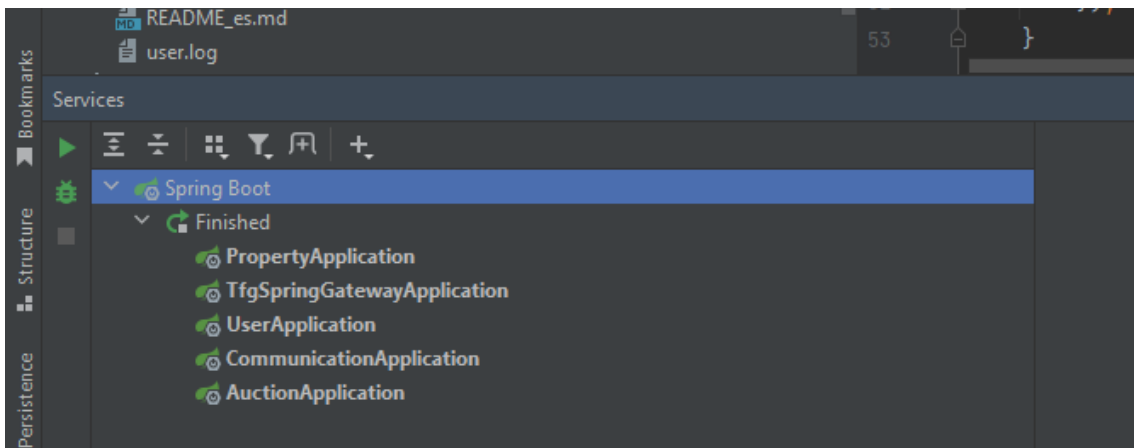 README_es.md
user.log
53
}
Bookmarks
Services
Spring Boot
Finished
PropertyApplication
TfgSpringGatewayApplication
UserApplication
CommunicationApplication
AuctionApplication
Structure
Persistence